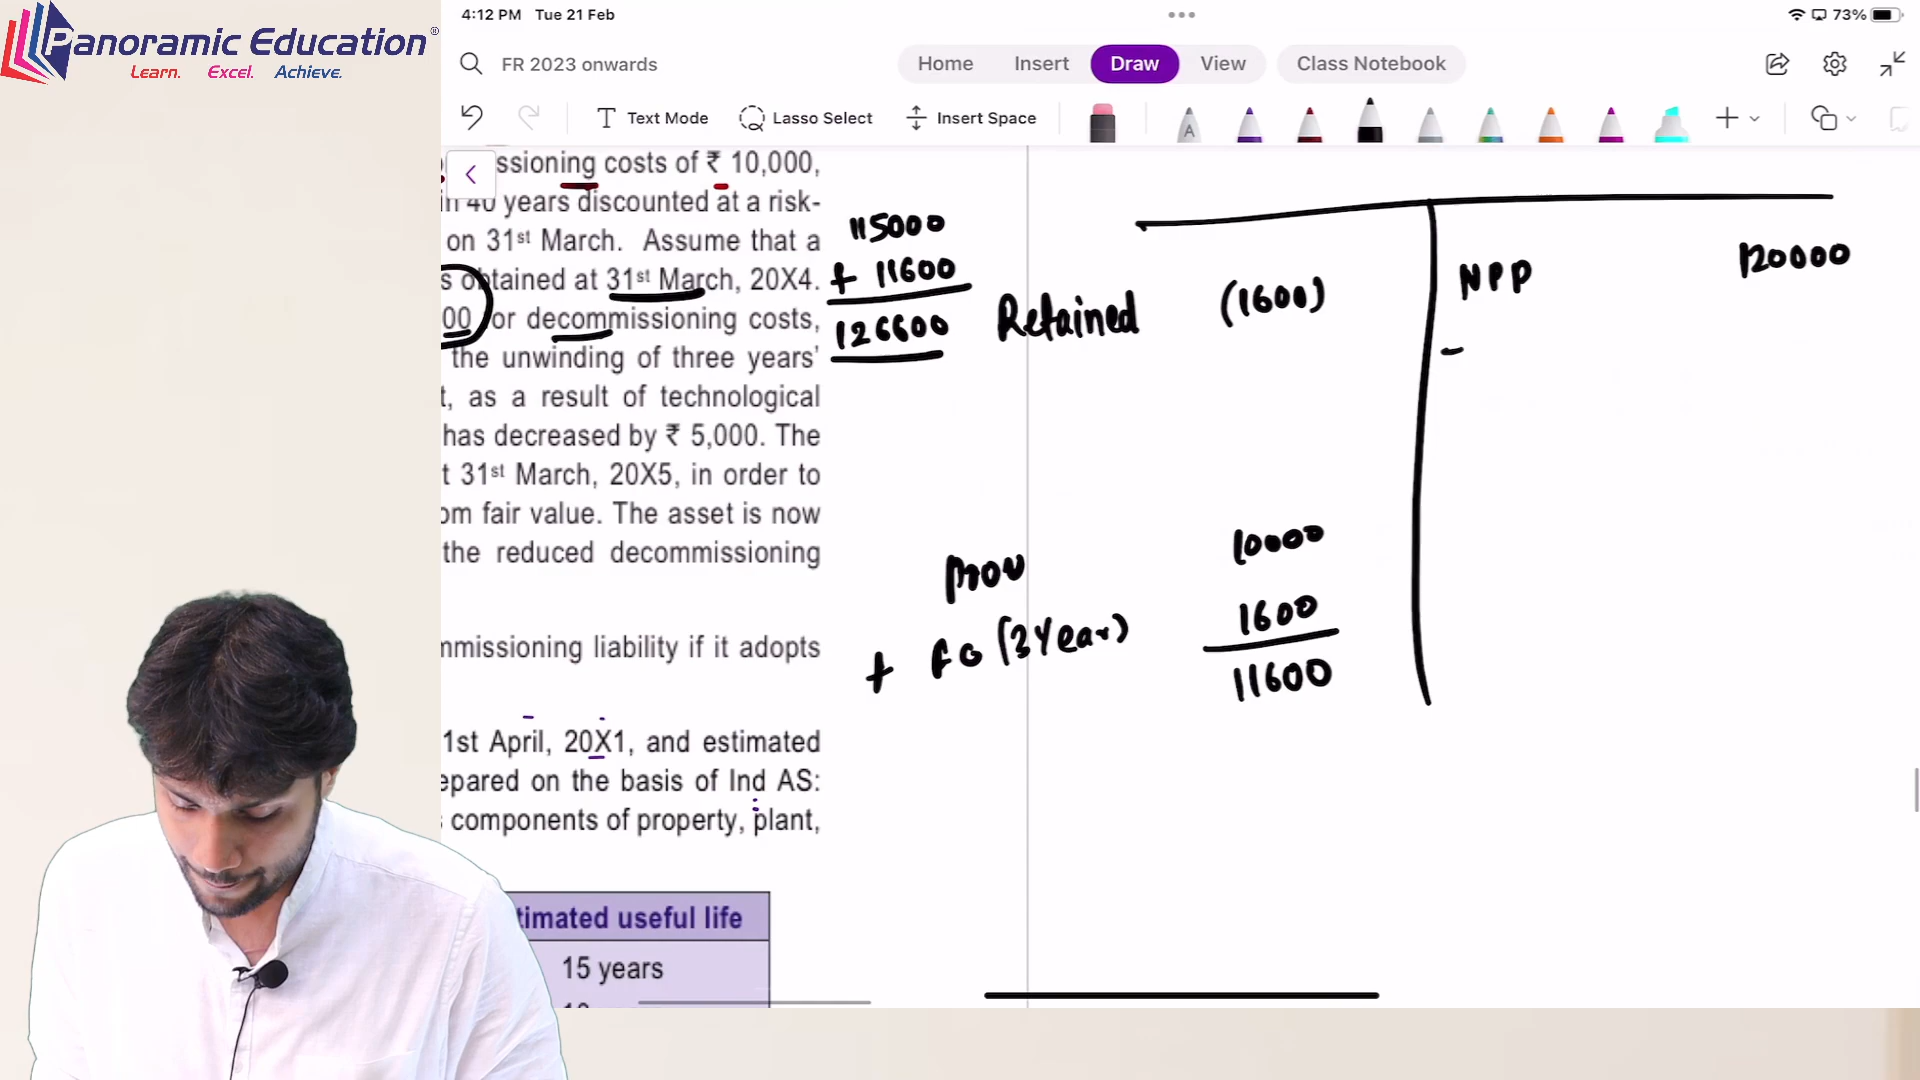 Panoramic Education®
Learn. Excel. Achieve.
4:12 PM Tue 21 Feb
73%
FR 2023 onwards
Home Insert Draw View Class Notebook
Text Mode Lasso Select Insert Space
A
ssioning costs of ₹ 10,000,
in 40 years discounted at a risk-
on 31st March. Assume that a
s obtained at 31st March, 20X4.
00 for decommissioning costs,
the unwinding of three years'
t, as a result of technological
has decreased by ₹ 5,000. The
t 31st March, 20X5, in order to
om fair value. The asset is now
the reduced decommissioning
mmissioning liability if it adopts
1st April, 20X1, and estimated
epared on the basis of Ind AS:
s components of property, plant,
timated useful life
15 years
115000
+ 11600
126600
Retained (1600)
NPP 120000
-
Prov 10000
+ FC (3 Year) 1600
11600